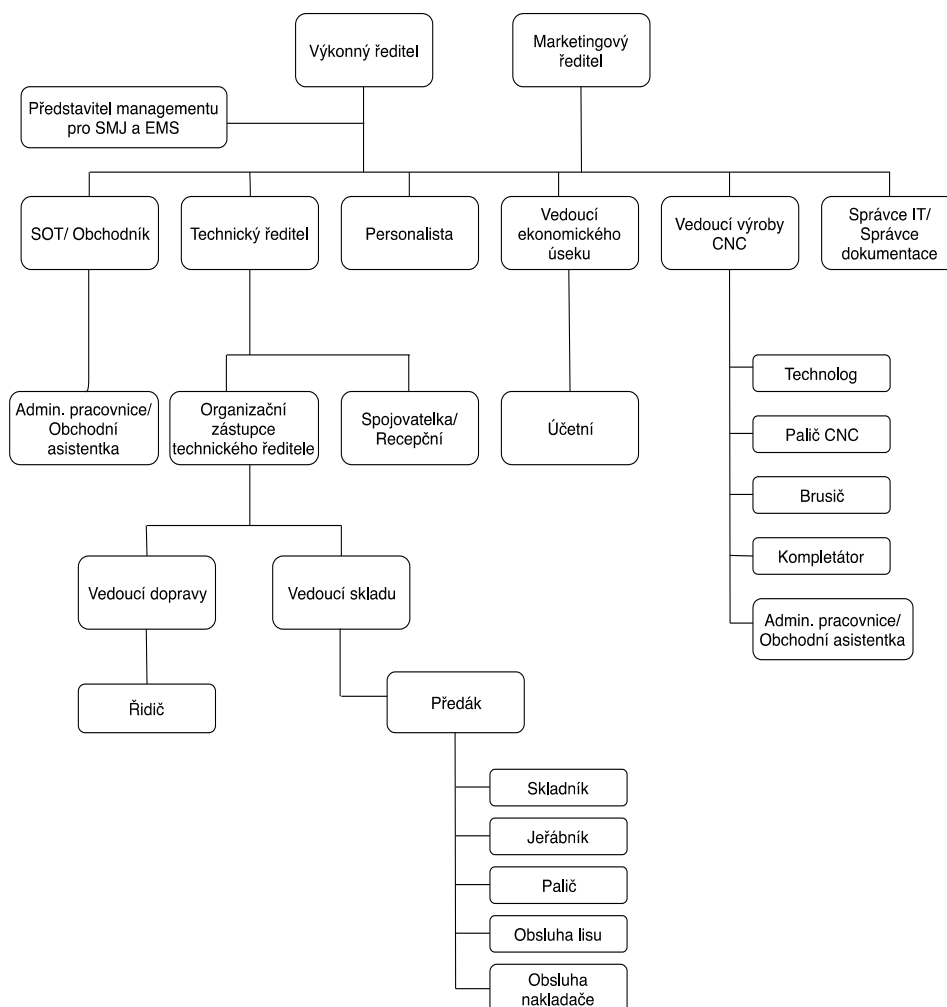 Výkonný ředitel
Marketingový
ředitel
Představitel managementu
pro SMJ a EMS
SOT/ Obchodník
Technický ředitel
Personalista
Vedoucí
ekonomického
úseku
Vedoucí výroby
CNC
Správce IT/
Správce
dokumentace
Admin. pracovnice/
Obchodní
asistentka
Organizační
zástupce
technického ředitele
Spojovatelka/
Recepční
Účetní
Technolog
Palič CNC
Brusič
Kompletátor
Admin. pracovnice/
Obchodní asistentka
Vedoucí dopravy
Vedoucí skladu
Řidič
Předák
Skladník
Jeřábník
Palič
Obsluha lisu
Obsluha
nakladače